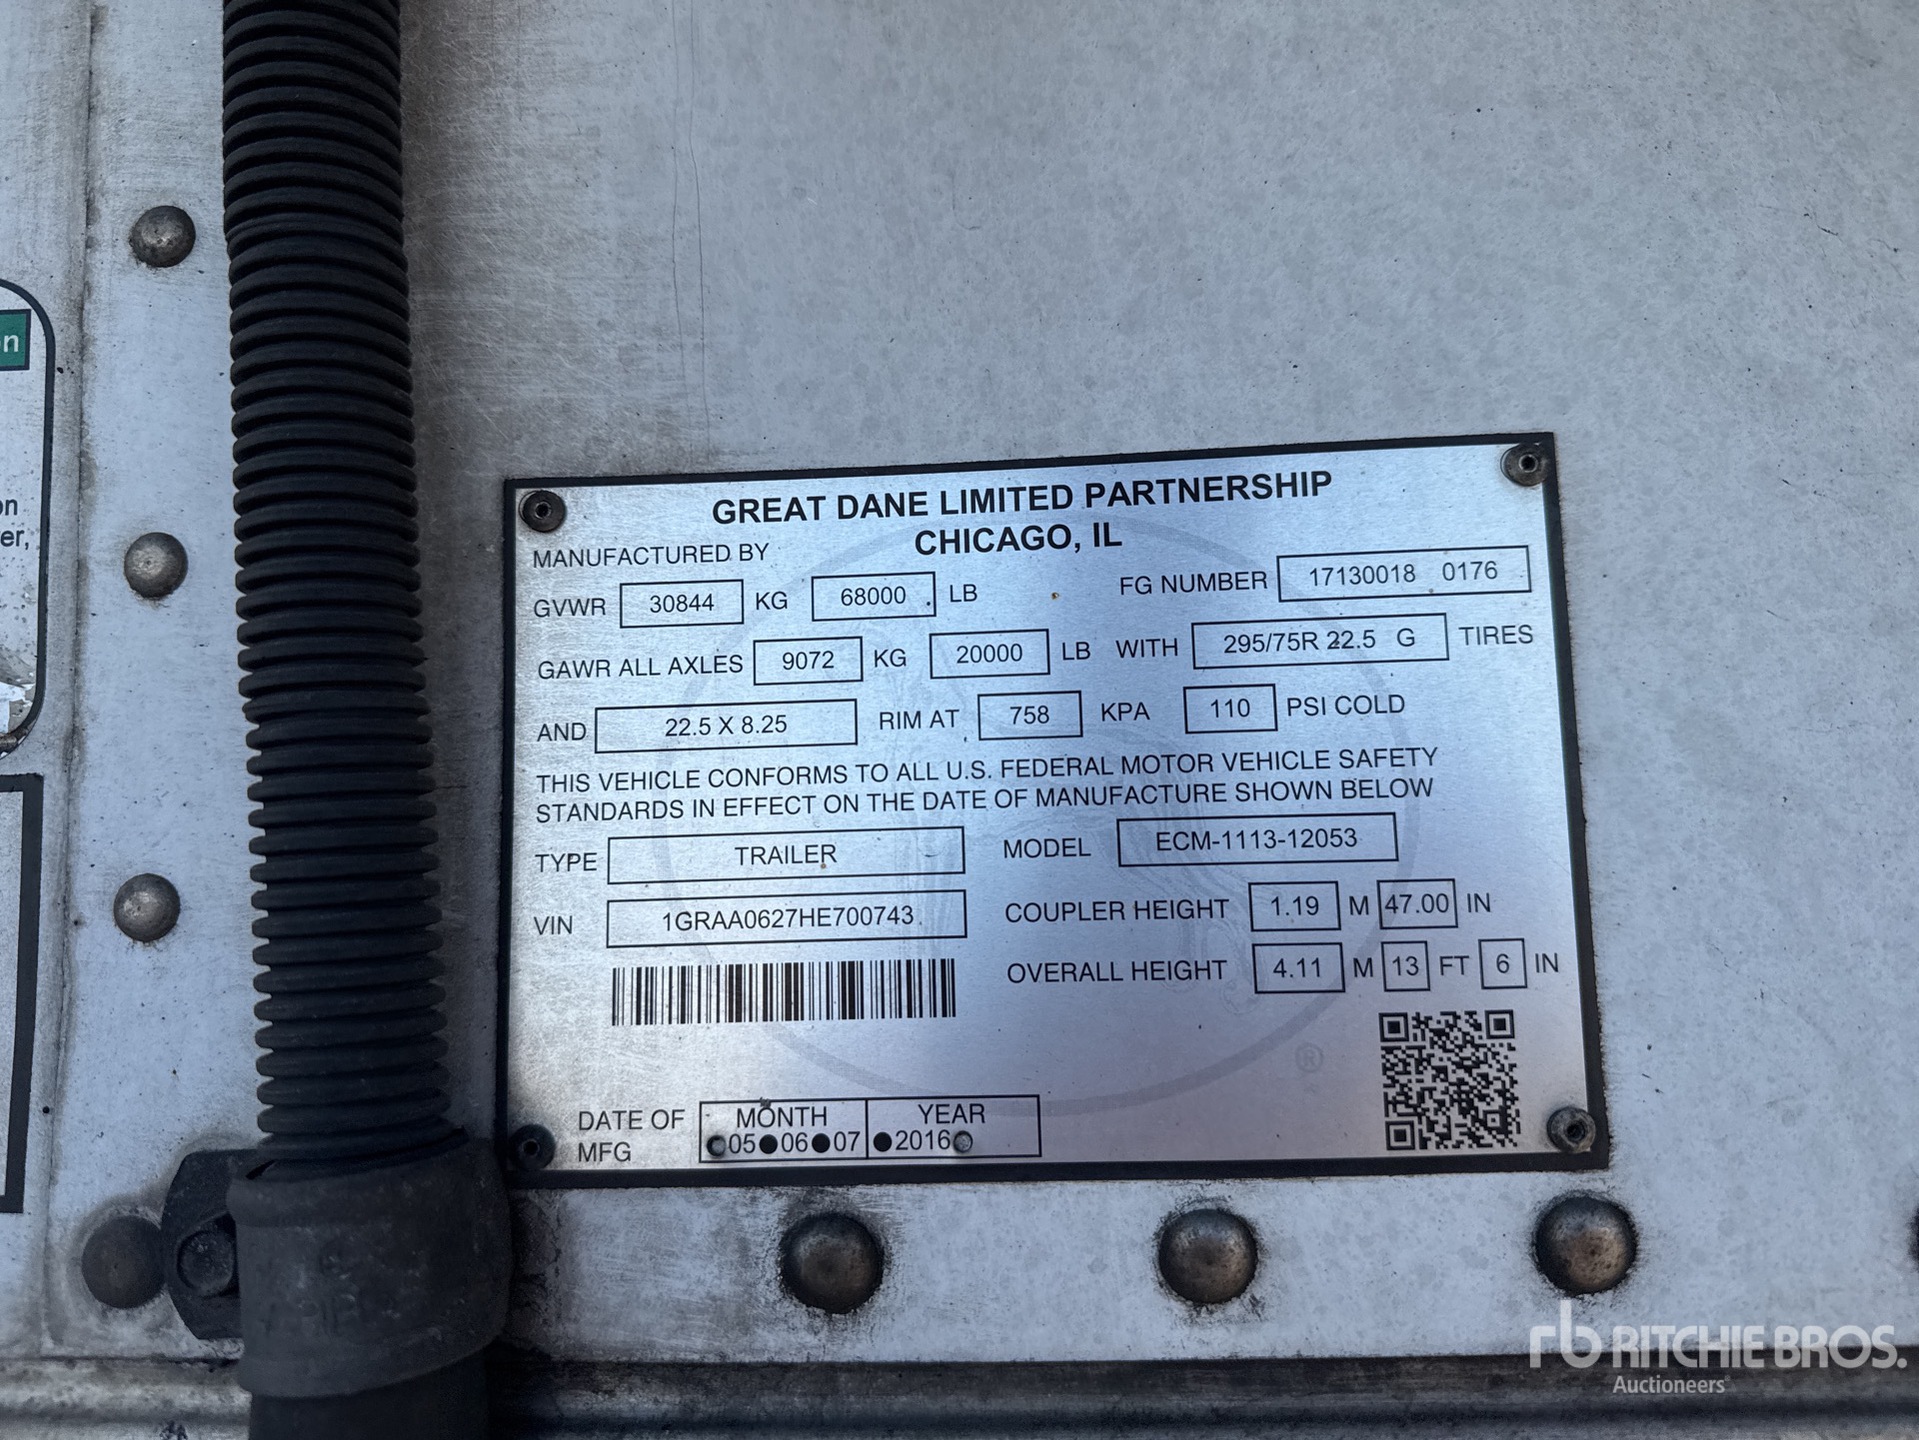 n
on
er,
GREAT DANE LIMITED PARTNERSHIP
CHICAGO, IL
MANUFACTURED BY
GVWR 30844 KG 68000 LB FG NUMBER 17130018 0176
GAWR ALL AXLES 9072 KG 20000 LB WITH 295/75R 22.5 G TIRES
AND 22.5 X 8.25 RIM AT 758 KPA 110 PSI COLD
THIS VEHICLE CONFORMS TO ALL U.S. FEDERAL MOTOR VEHICLE SAFETY
STANDARDS IN EFFECT ON THE DATE OF MANUFACTURE SHOWN BELOW
TYPE TRAILER MODEL ECM-1113-12053
VIN 1GRAA0627HE700743 COUPLER HEIGHT 1.19 M 47.00 IN
OVERALL HEIGHT 4.11 M 13 FT 6 IN
®
DATE OF MFG MONTH YEAR
05 ● 06 ● 07 ● 2016
rb RITCHIE BROS.
Auctioneers